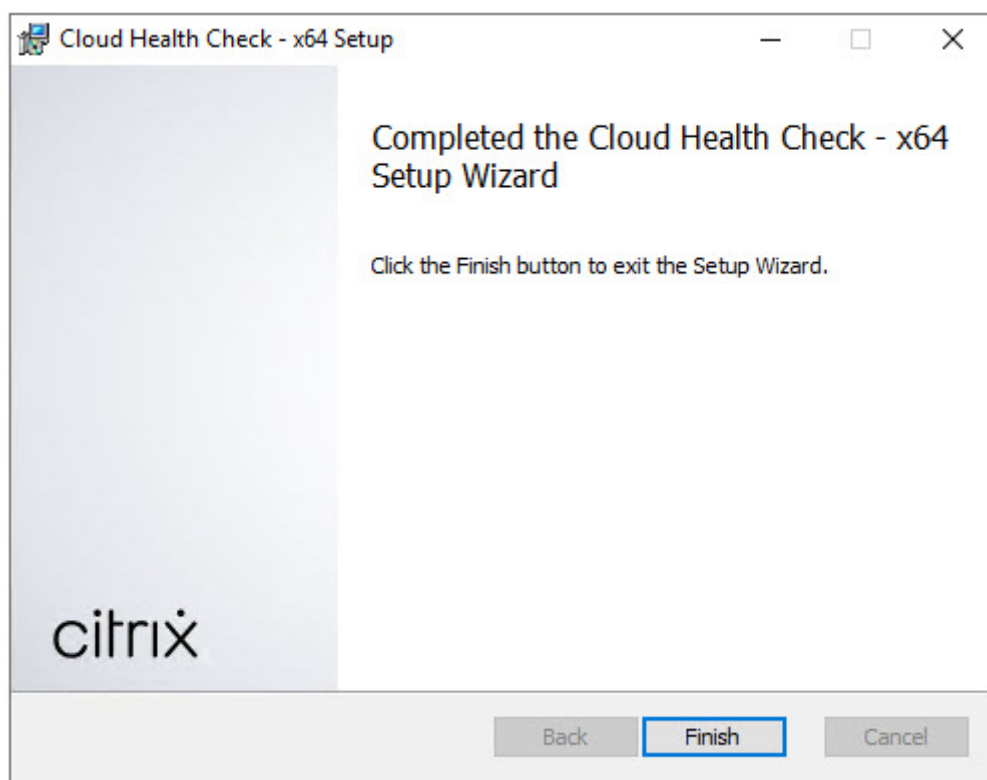 Cloud Health Check - x64 Setup
Completed the Cloud Health Check - x64
Setup Wizard
Click the Finish button to exit the Setup Wizard.
citrix
Back
Finish
Cancel